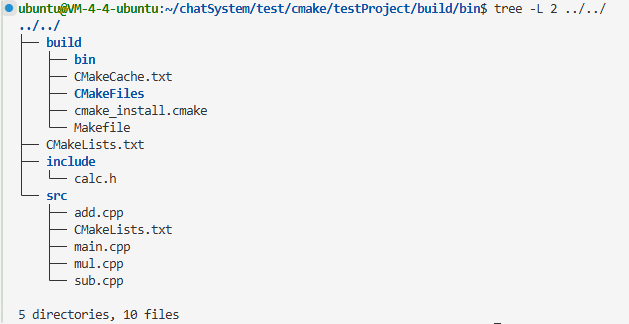 ubuntu@VM-4-4-ubuntu:~/chatSystem/test/cmake/testProject/build/bin$ tree -L 2 ../../
../../
├── build
│   ├── bin
│   ├── CMakeCache.txt
│   ├── CMakeFiles
│   ├── cmake_install.cmake
│   └── Makefile
├── CMakeLists.txt
├── include
│   └── calc.h
└── src
    ├── add.cpp
    ├── CMakeLists.txt
    ├── main.cpp
    ├── mul.cpp
    └── sub.cpp
5 directories, 10 files